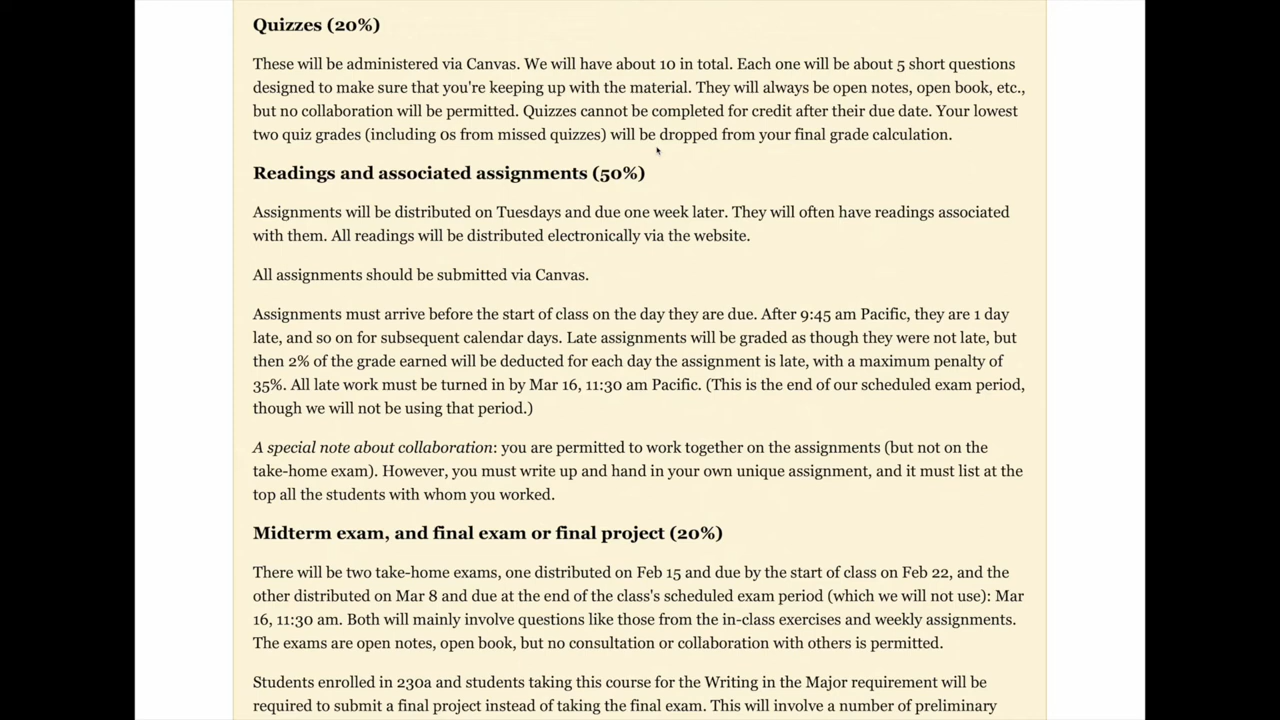 Quizzes (20%)
These will be administered via Canvas. We will have about 10 in total. Each one will be about 5 short questions
designed to make sure that you're keeping up with the material. They will always be open notes, open book, etc.,
but no collaboration will be permitted. Quizzes cannot be completed for credit after their due date. Your lowest
two quiz grades (including 0s from missed quizzes) will be dropped from your final grade calculation.
Readings and associated assignments (50%)
Assignments will be distributed on Tuesdays and due one week later. They will often have readings associated
with them. All readings will be distributed electronically via the website.
All assignments should be submitted via Canvas.
Assignments must arrive before the start of class on the day they are due. After 9:45 am Pacific, they are 1 day
late, and so on for subsequent calendar days. Late assignments will be graded as though they were not late, but
then 2% of the grade earned will be deducted for each day the assignment is late, with a maximum penalty of
35%. All late work must be turned in by Mar 16, 11:30 am Pacific. (This is the end of our scheduled exam period,
though we will not be using that period.)
A special note about collaboration: you are permitted to work together on the assignments (but not on the
take-home exam). However, you must write up and hand in your own unique assignment, and it must list at the
top all the students with whom you worked.
Midterm exam, and final exam or final project (20%)
There will be two take-home exams, one distributed on Feb 15 and due by the start of class on Feb 22, and the
other distributed on Mar 8 and due at the end of the class's scheduled exam period (which we will not use): Mar
16, 11:30 am. Both will mainly involve questions like those from the in-class exercises and weekly assignments.
The exams are open notes, open book, but no consultation or collaboration with others is permitted.
Students enrolled in 230a and students taking this course for the Writing in the Major requirement will be
required to submit a final project instead of taking the final exam. This will involve a number of preliminary